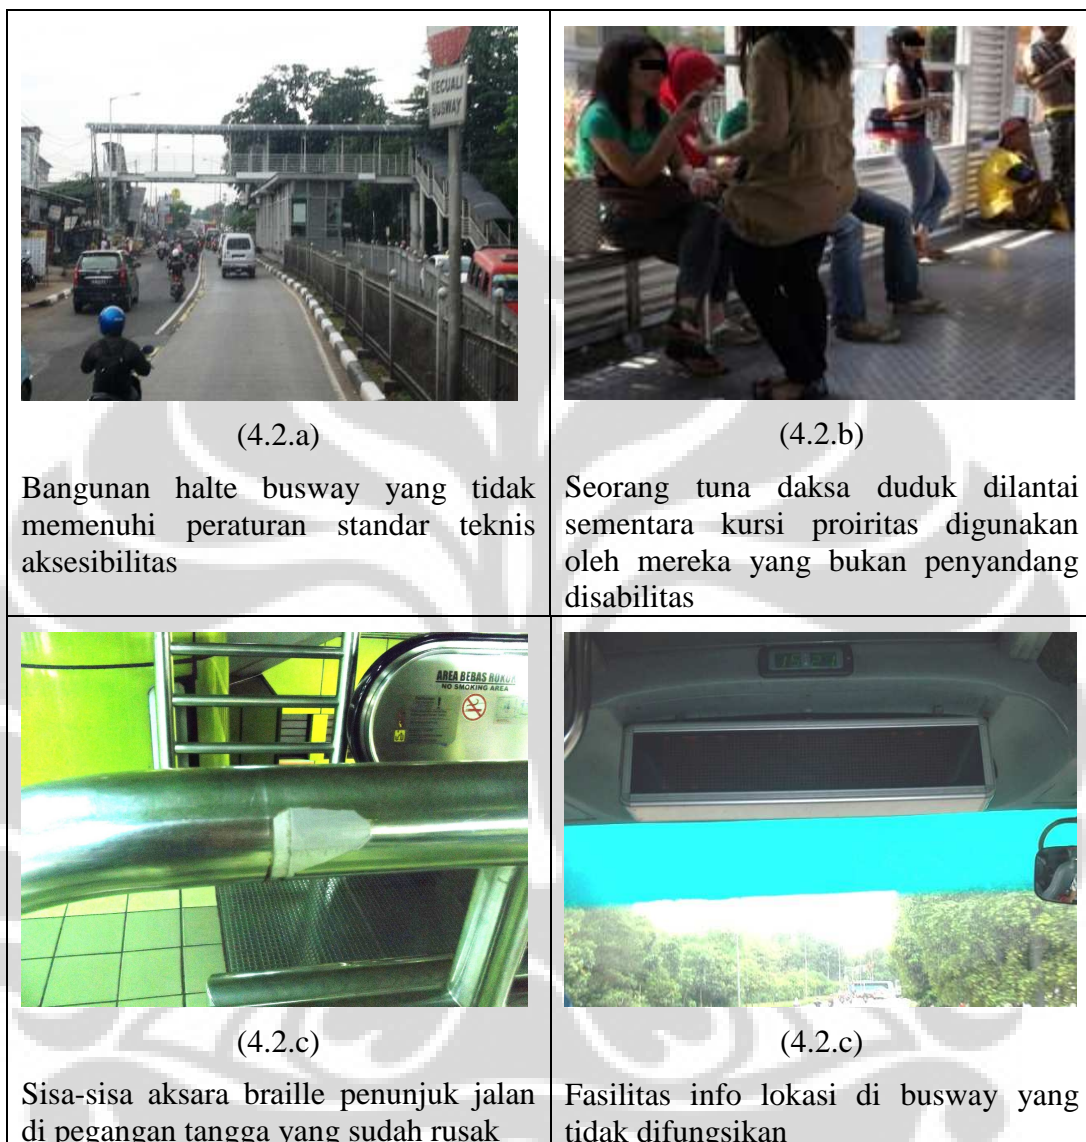 KECUALI
BUSWAY
(4.2.a)
Bangunan halte busway yang tidak
memenuhi peraturan standar teknis
aksesibilitas
(4.2.b)
Seorang tuna daksa duduk dilantai
sementara kursi proiritas digunakan
oleh mereka yang bukan penyandang
disabilitas
AREA BEBAS ROKOK
NO SMOKING AREA
(4.2.c)
Sisa-sisa aksara braille penunjuk jalan
di pegangan tangga yang sudah rusak
(4.2.c)
Fasilitas info lokasi di busway yang
tidak difungsikan